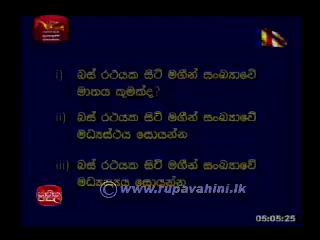 i) බස් රථයක සිටි මගීන් සංඛ්‍යාවේ
මාතය කුමක්ද?
ii) බස් රථයක සිටි මගීන් සංඛ්‍යාවේ
මධ්‍යස්ථය සොයන්න
iii) බස් රථයක සිටි මගීන් සංඛ්‍යාවේ
මධ්‍යන්‍යය සොයන්න
©www.rupavahini.lk
05:05:25